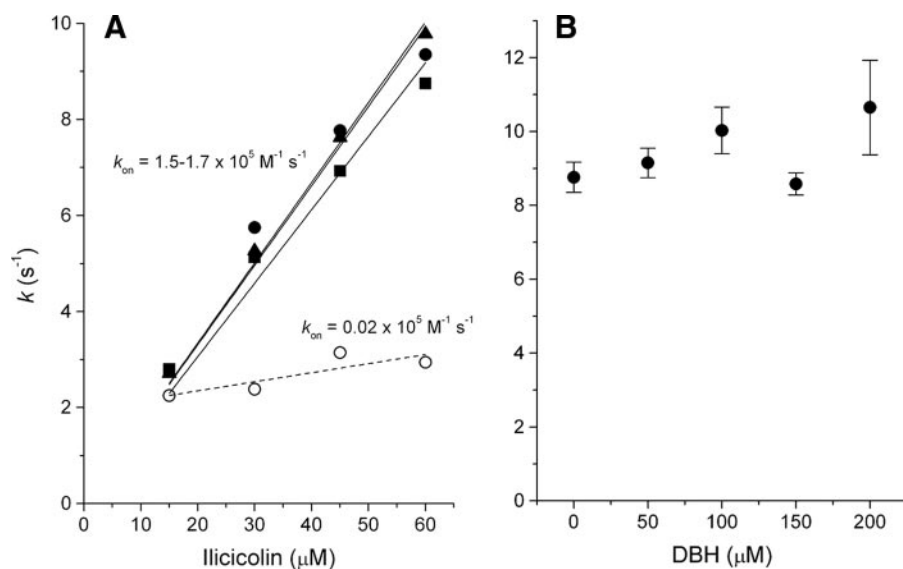 A
10
8
6
4
2
0
k (s⁻¹)
k_on = 1.5-1.7 x 10⁵ M⁻¹ s⁻¹
k_on = 0.02 x 10⁵ M⁻¹ s⁻¹
0 10 20 30 40 50 60
Ilicicolin (μM)
B
12
10
8
6
4
2
0
0 50 100 150 200
DBH (μM)